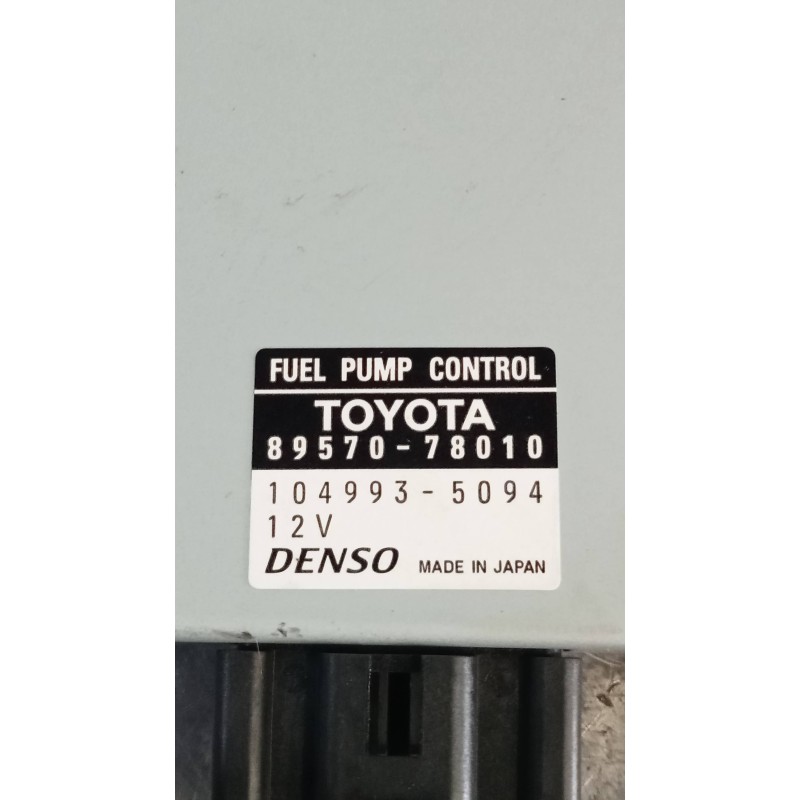 FUEL PUMP CONTROL
TOYOTA
89570-78010
104993-5094
12V
DENSO MADE IN JAPAN